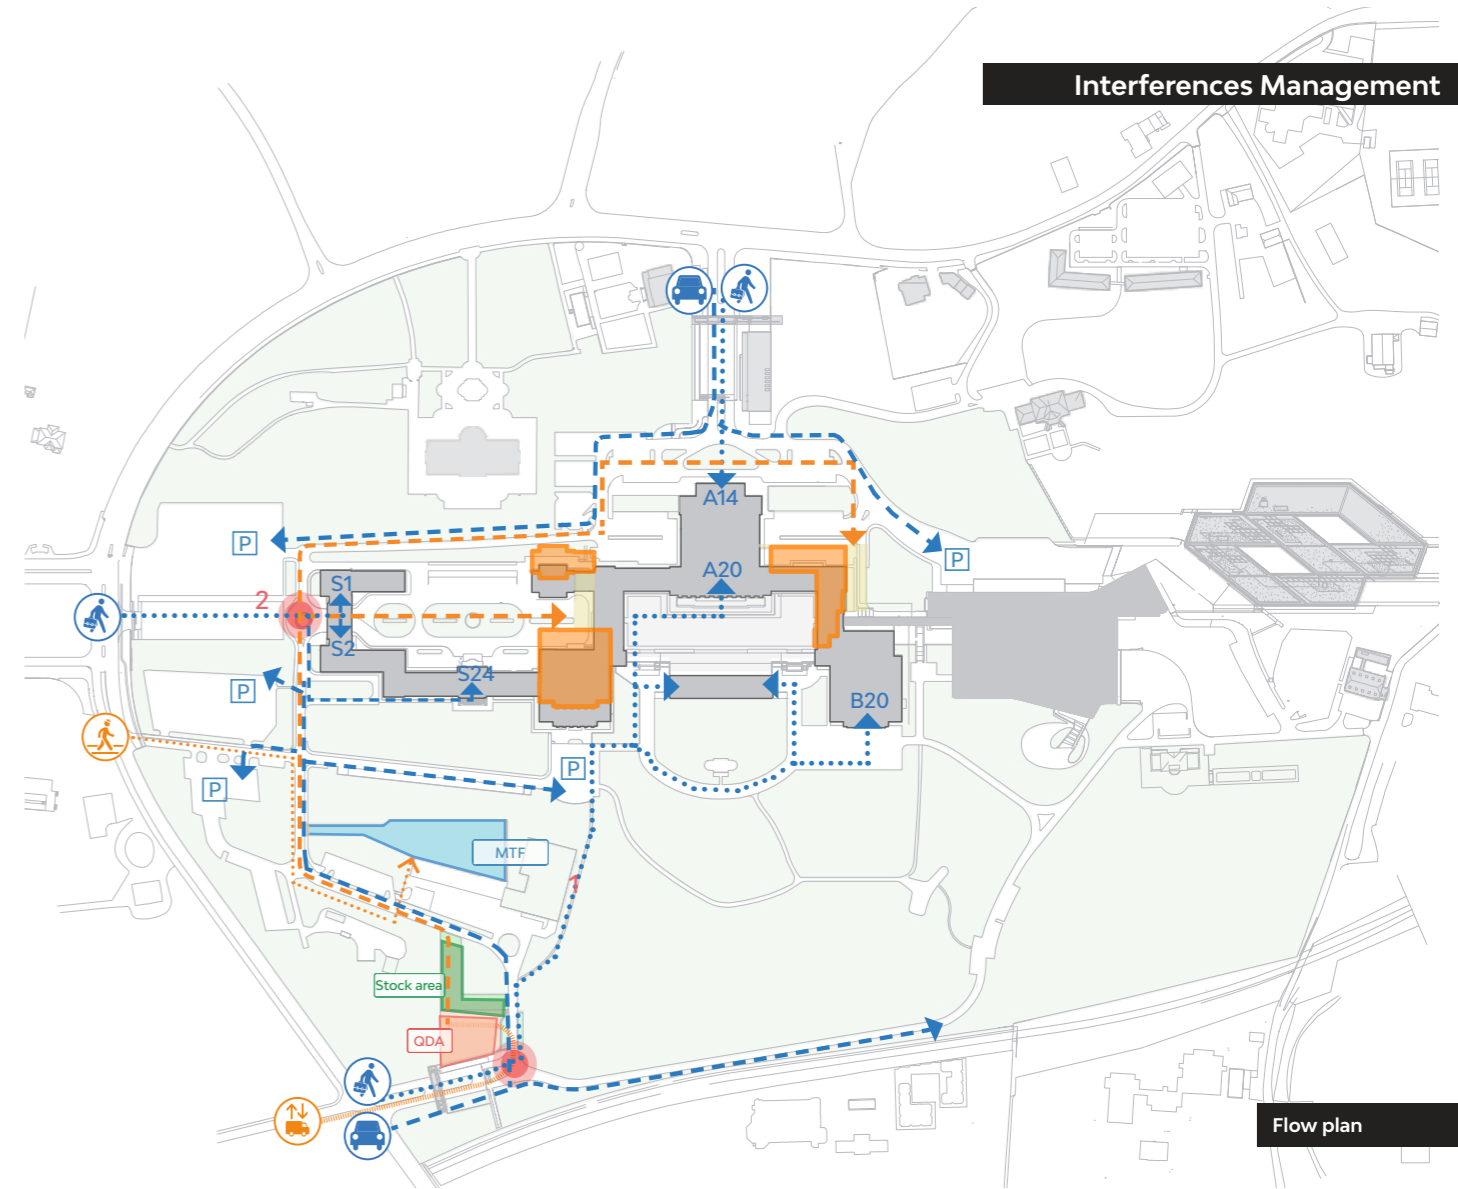 Interferences Management
A14
P
P
A20
S1
2
S2
S24
P
B20
P
P
MTF
1
Stock area
QDA
Flow plan